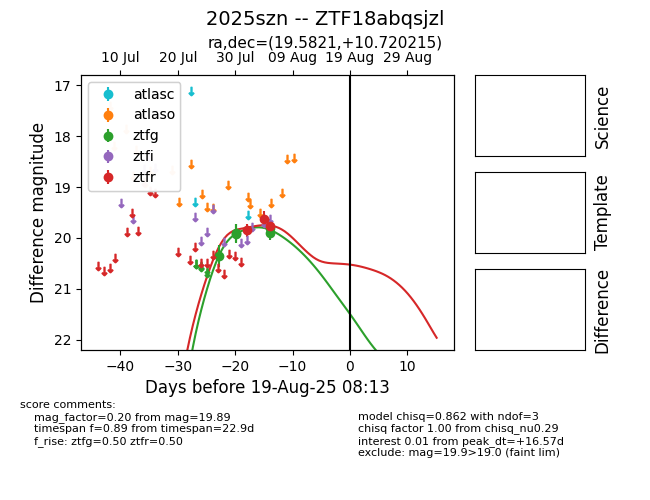 2025szn -- ZTF18abqsjzl
ra,dec=(19.5821,+10.720215)
10 Jul 20 Jul 30 Jul 09 Aug 19 Aug 29 Aug
17
18
19
20
21
22
Difference magnitude
atlasc
atlaso
ztfg
ztfi
ztfr
−40 −30 −20 −10 0 10
Days before 19-Aug-25 08:13
Science
Template
Difference
score comments:
mag_factor=0.20 from mag=19.89
timespan f=0.89 from timespan=22.9d
f_rise: ztfg=0.50 ztfr=0.50
model chisq=0.862 with ndof=3
chisq factor 1.00 from chisq_nu0.29
interest 0.01 from peak_dt=+16.57d
exclude: mag=19.9>19.0 (faint lim)